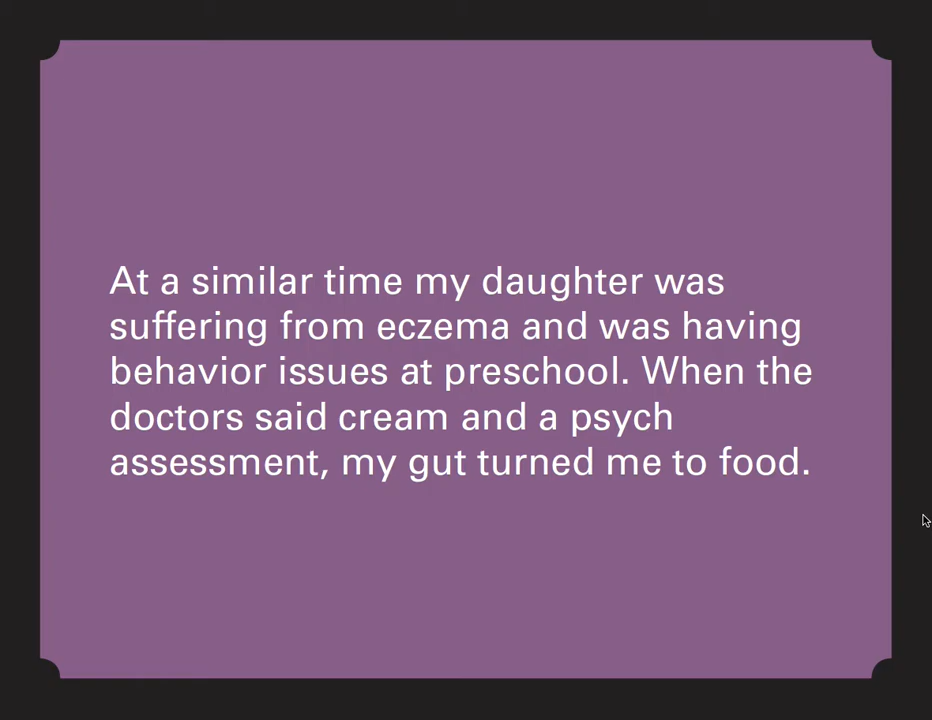 At a similar time my daughter was
suffering from eczema and was having
behavior issues at preschool. When the
doctors said cream and a psych
assessment, my gut turned me to food.